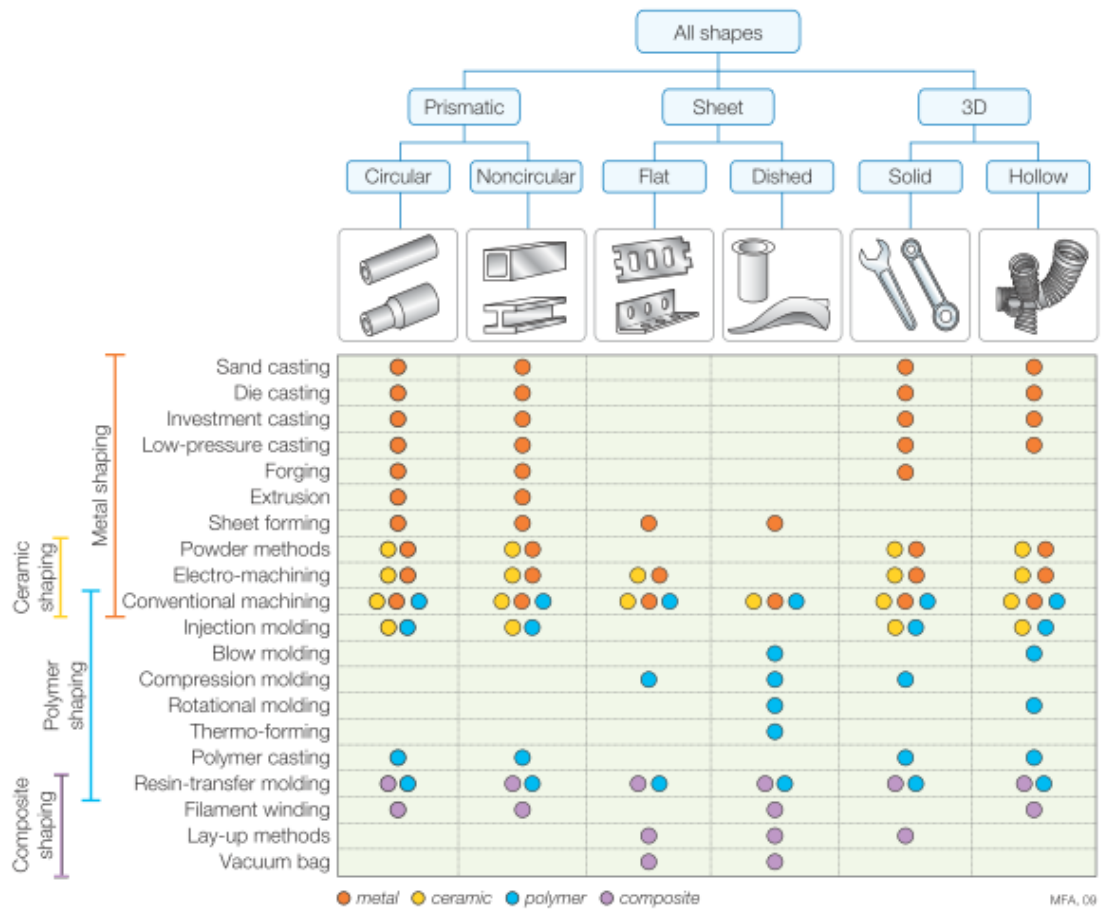 All shapes
Prismatic
Sheet
3D
Circular
Noncircular
Flat
Dished
Solid
Hollow
Metal shaping
Ceramic
shaping
Polymer
shaping
Composite
shaping
Sand casting
Die casting
Investment casting
Low-pressure casting
Forging
Extrusion
Sheet forming
Powder methods
Electro-machining
Conventional machining
Injection molding
Blow molding
Compression molding
Rotational molding
Thermo-forming
Polymer casting
Resin-transfer molding
Filament winding
Lay-up methods
Vacuum bag
metal ceramic polymer composite
MFA, 09